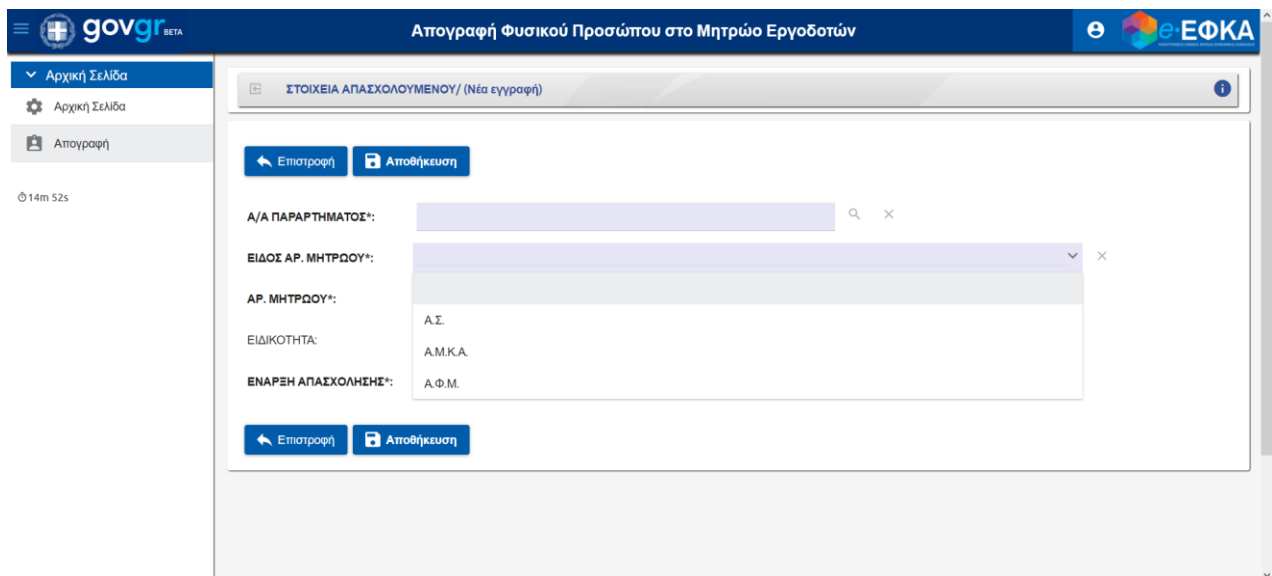 govgr BETA
Απογραφή Φυσικού Προσώπου στο Μητρώο Εργοδοτών
e-ΕΦΚΑ
Αρχική Σελίδα
Αρχική Σελίδα
Απογραφή
14m 52s
ΣΤΟΙΧΕΙΑ ΑΠΑΣΧΟΛΟΥΜΕΝΟΥ/ (Νέα εγγραφή)
Επιστροφή Αποθήκευση
Α/Α ΠΑΡΑΡΤΗΜΑΤΟΣ*:
ΕΙΔΟΣ ΑΡ. ΜΗΤΡΩΟΥ*:
ΑΡ. ΜΗΤΡΩΟΥ*:
Α.Σ.
ΕΙΔΙΚΟΤΗΤΑ:
Α.Μ.Κ.Α.
ΕΝΑΡΞΗ ΑΠΑΣΧΟΛΗΣΗΣ*:
Α.Φ.Μ.
Επιστροφή Αποθήκευση